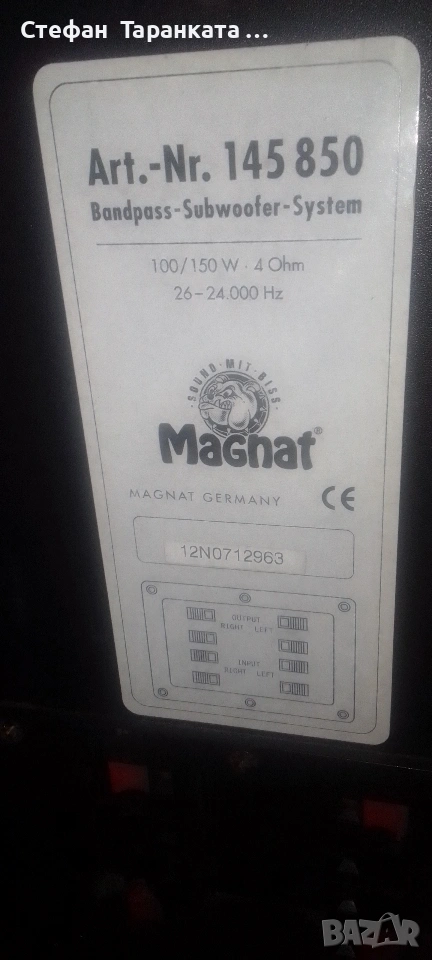 Стефан Таранката ...
Art.-Nr. 145 850
Bandpass-Subwoofer-System
100/150 W · 4 Ohm
26-24.000 Hz
· SOUND · MIT · BISS ·
Magnat®
MAGNAT GERMANY CE
12N0712963
OUTPUT
RIGHT LEFT
INPUT
RIGHT LEFT
BAZAR